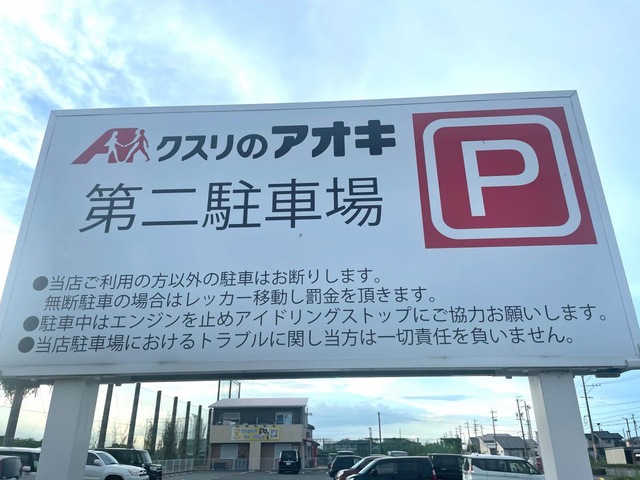 クスリのアオキ
P
第二駐車場
●当店ご利用の方以外の駐車はお断りします。
無断駐車の場合はレッカー移動し罰金を頂きます。
●駐車中はエンジンを止めアイドリングストップにご協力お願いします。
●当店駐車場におけるトラブルに関し当方は一切責任を負いません。